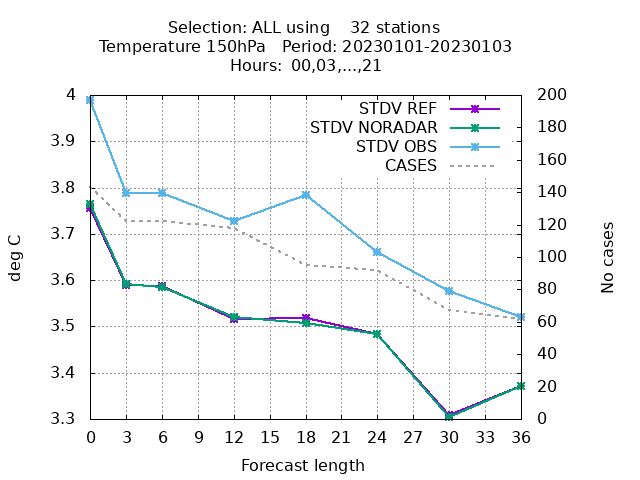 Selection: ALL using    32 stations
Temperature 150hPa   Period: 20230101-20230103
Hours:  00,03,...,21
STDV REF
STDV NORADAR
STDV OBS
CASES
4
3.9
3.8
3.7
3.6
3.5
3.4
3.3
deg C
200
180
160
140
120
100
80
60
40
20
0
No cases
0 3 6 9 12 15 18 21 24 27 30 33 36
Forecast length